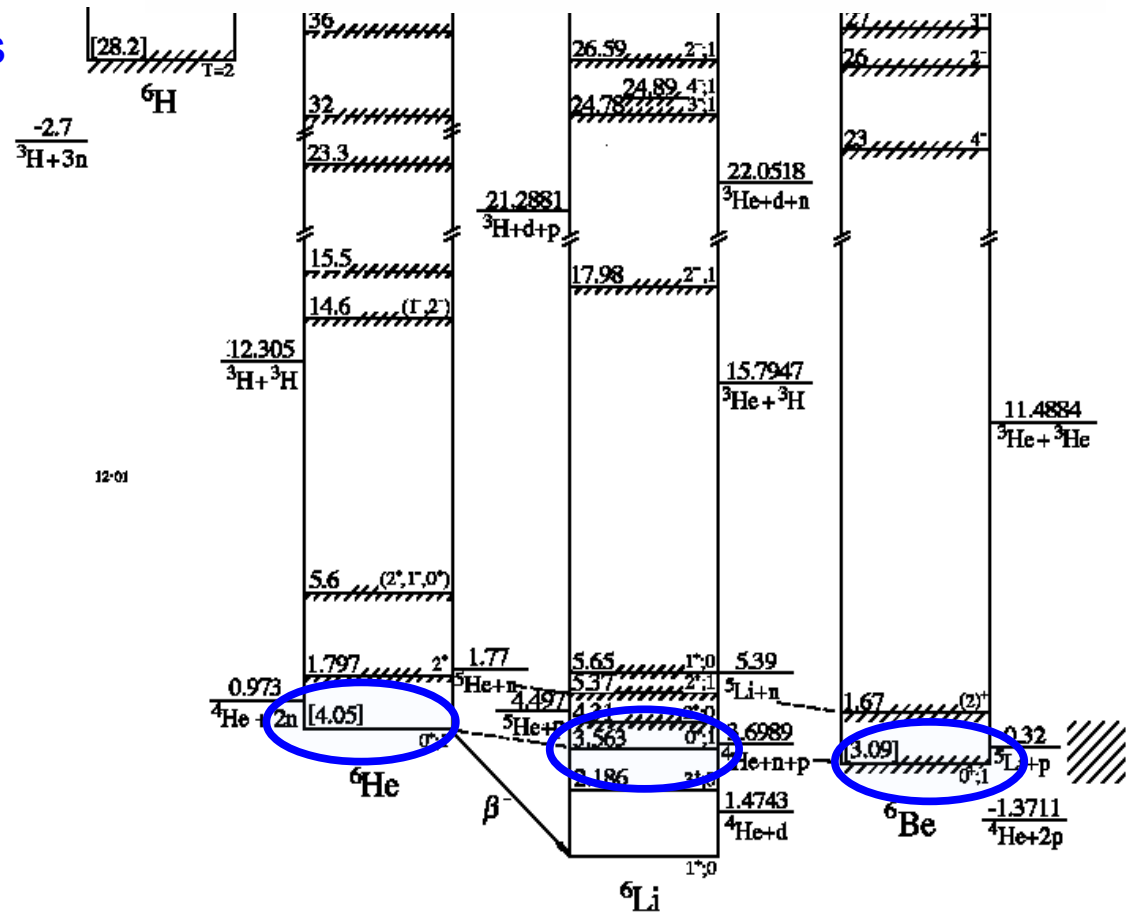 s
[28.2]
T=2
⁶H
-2.7
³H+3n
36
32
23.3
15.5
14.6 (1⁻,2⁻)
12.305
³H+³H
12-01
5.6 (2⁺,1⁻,0⁺)
1.797 2⁺
1.77
⁵He+n
0.973
⁴He + 2n
[4.05]
⁶He
β⁻
26.59 2⁻;1
24.89 4⁻;1
24.78 3⁻;1
21.2881
³H+d+p
22.0518
³He+d+n
17.98 2⁻,1
15.7947
³He+³H
5.65 1⁺;0
5.39
⁵Li+n
5.37 2⁺;1
4.497
3.563 0⁺;1
⁴He+n+p
2.186
1.4743
⁴He+d
1⁺;0
⁶Li
27 3⁻
26 2⁻
23 4⁻
11.4884
³He+³He
1.67 (2)⁺
[3.09]
0.32
⁵Li+p
⁶Be
-1.3711
⁴He+2p